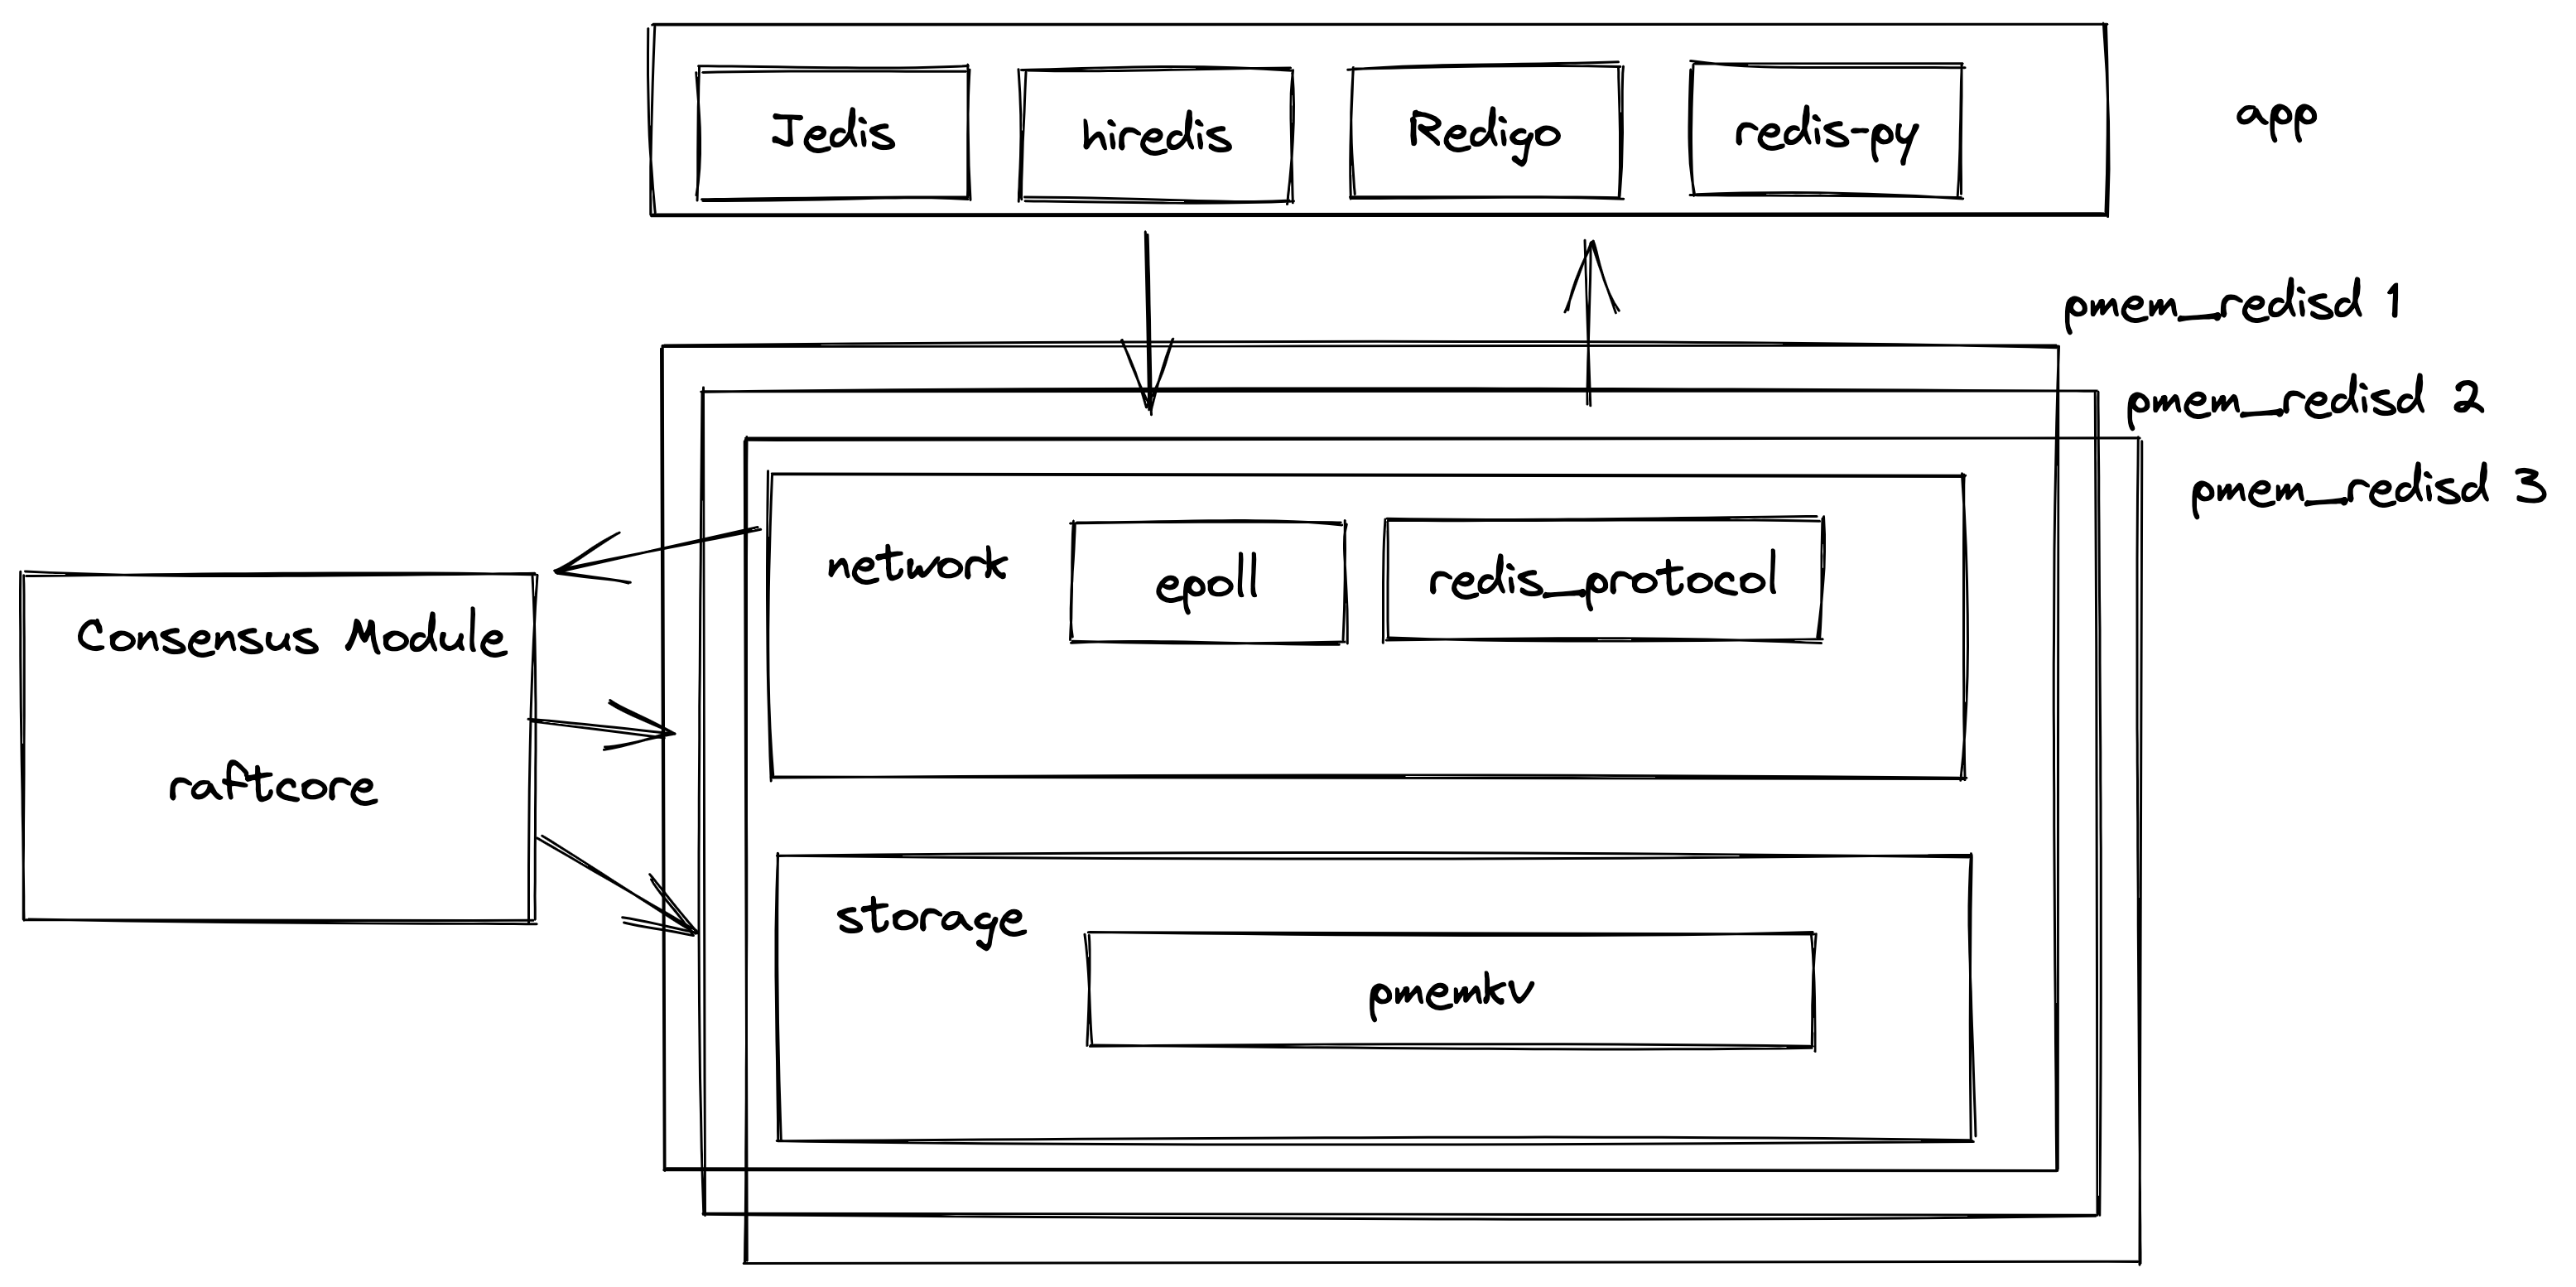 Jedis
hiredis
Redigo
redis-py
app
pmem_redisd 1
pmem_redisd 2
pmem_redisd 3
network
epoll
redis_protocol
Consensus Module
raftcore
storage
pmemkv